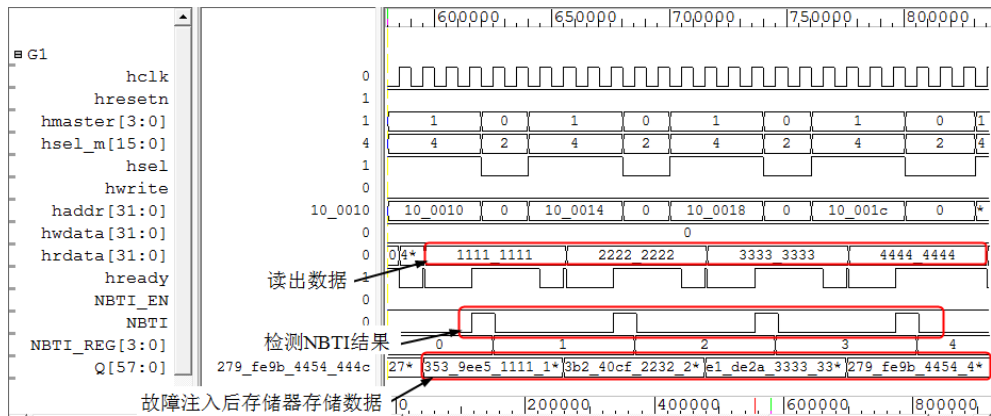 600000 650000 700000 750000 800000
G1
hclk 0
hresetn 1
hmaster[3:0] 1 1 0 1 0 1 0 1 0 1
hsel_m[15:0] 4 4 2 4 2 4 2 4 2 4
hsel 1
hwrite 0
haddr[31:0] 10_0010 10_0010 0 10_0014 0 10_0018 0 10_001c 0 *
hwdata[31:0] 0 0
hrdata[31:0] 0 0 4* 1111_1111 2222_2222 3333_3333 4444_4444
读出数据
hready 1
NBTI_EN 0
NBTI 0
检测NBTI结果
NBTI_REG[3:0] 0 1 2 3 4
Q[57:0] 279_fe9b_4454_444c 27* 353_9ee5_1111_1* 3b2_40cf_2232_2* e1_de2a_3333_33* 279_fe9b_4454_4*
故障注入后存储器存储数据
0 200000 400000 600000 800000